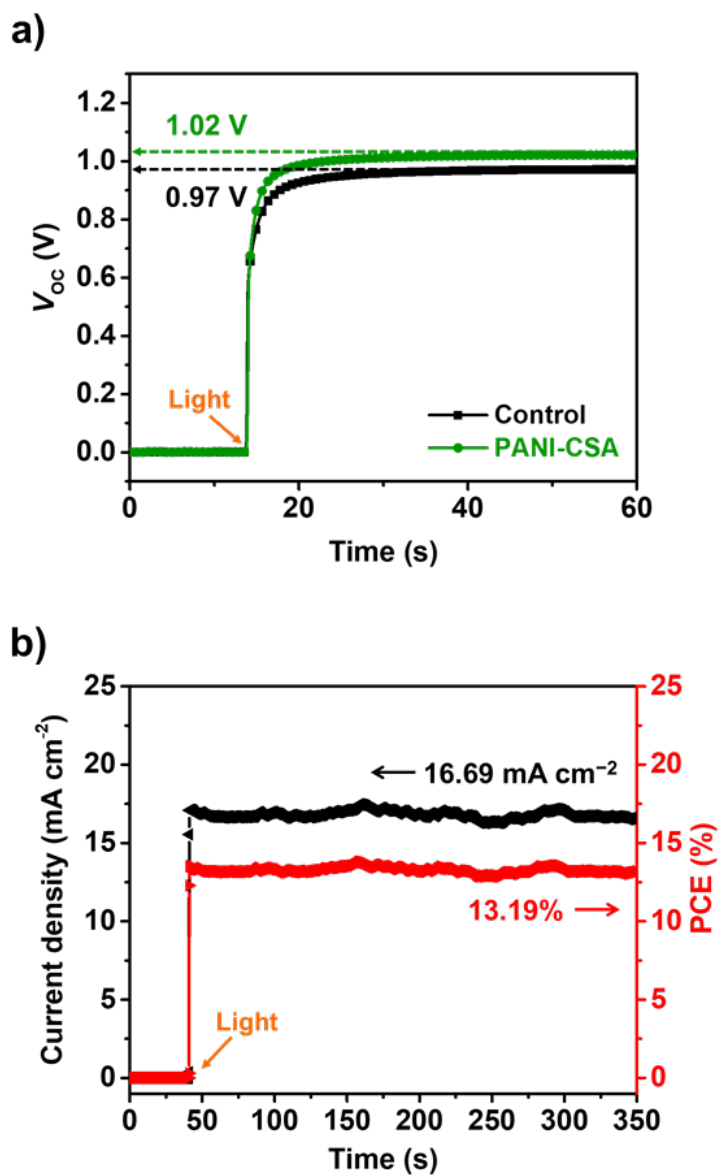 a)
1.2
1.0
0.8
0.6
0.4
0.2
0.0
V_OC (V)
1.02 V
0.97 V
Light
Control
PANI-CSA
0
20
40
60
Time (s)
b)
25
20
15
10
5
0
Current density (mA cm⁻²)
16.69 mA cm⁻²
13.19%
Light
25
20
15
10
5
0
PCE (%)
0
50
100
150
200
250
300
350
Time (s)